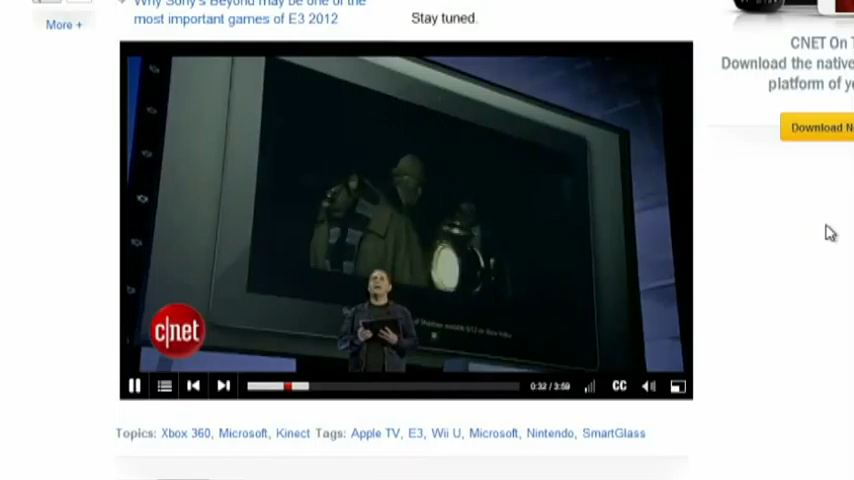 Why Sony's Beyond may be one of the
More +
most important games of E3 2012
Stay tuned.
CNET On T
Download the native
platform of yo
Download N
c|net
0:32 / 3:59
CC
Topics: Xbox 360, Microsoft, Kinect Tags: Apple TV, E3, Wii U, Microsoft, Nintendo, SmartGlass